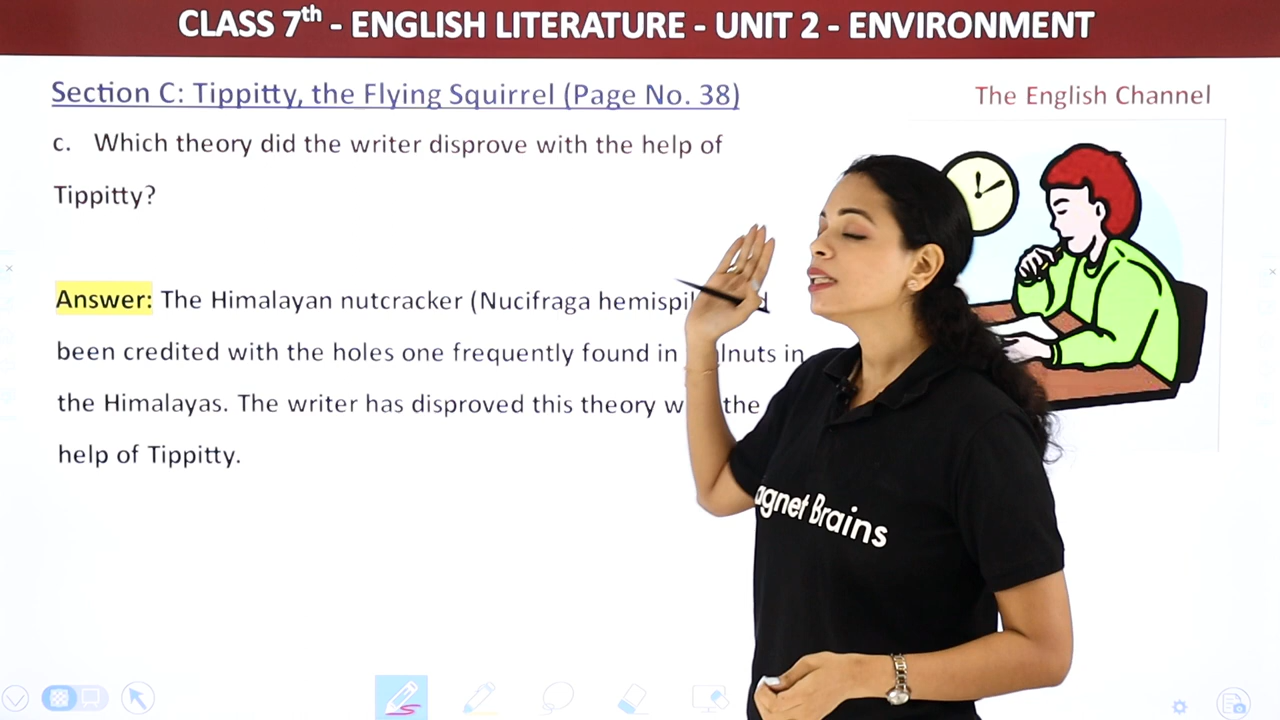 CLASS 7th - ENGLISH LITERATURE - UNIT 2 - ENVIRONMENT
Section C: Tippitty, the Flying Squirrel (Page No. 38)
The English Channel
c. Which theory did the writer disprove with the help of
Tippitty?
Answer: The Himalayan nutcracker (Nucifraga
been credited with the holes one frequently found in in
the Himalayas. The writer has disproved this theory the
help of Tippitty.
Brains